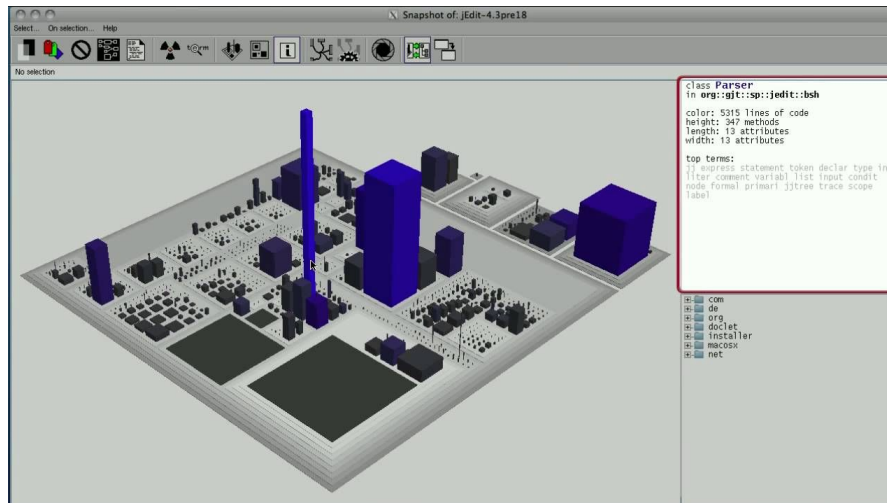 Snapshot of: jEdit-4.3pre18
Select... On selection... Help
No selection
class Parser
in org::gjt::sp::jedit::bsh
color: 5315 lines of code
height: 347 methods
length: 13 attributes
width: 13 attributes
top terms:
jj express statement token declar type in
liter comment variabl list input condit
node formal primari jjtree trace scope
label
com
de
org
doclet
installer
macosx
net